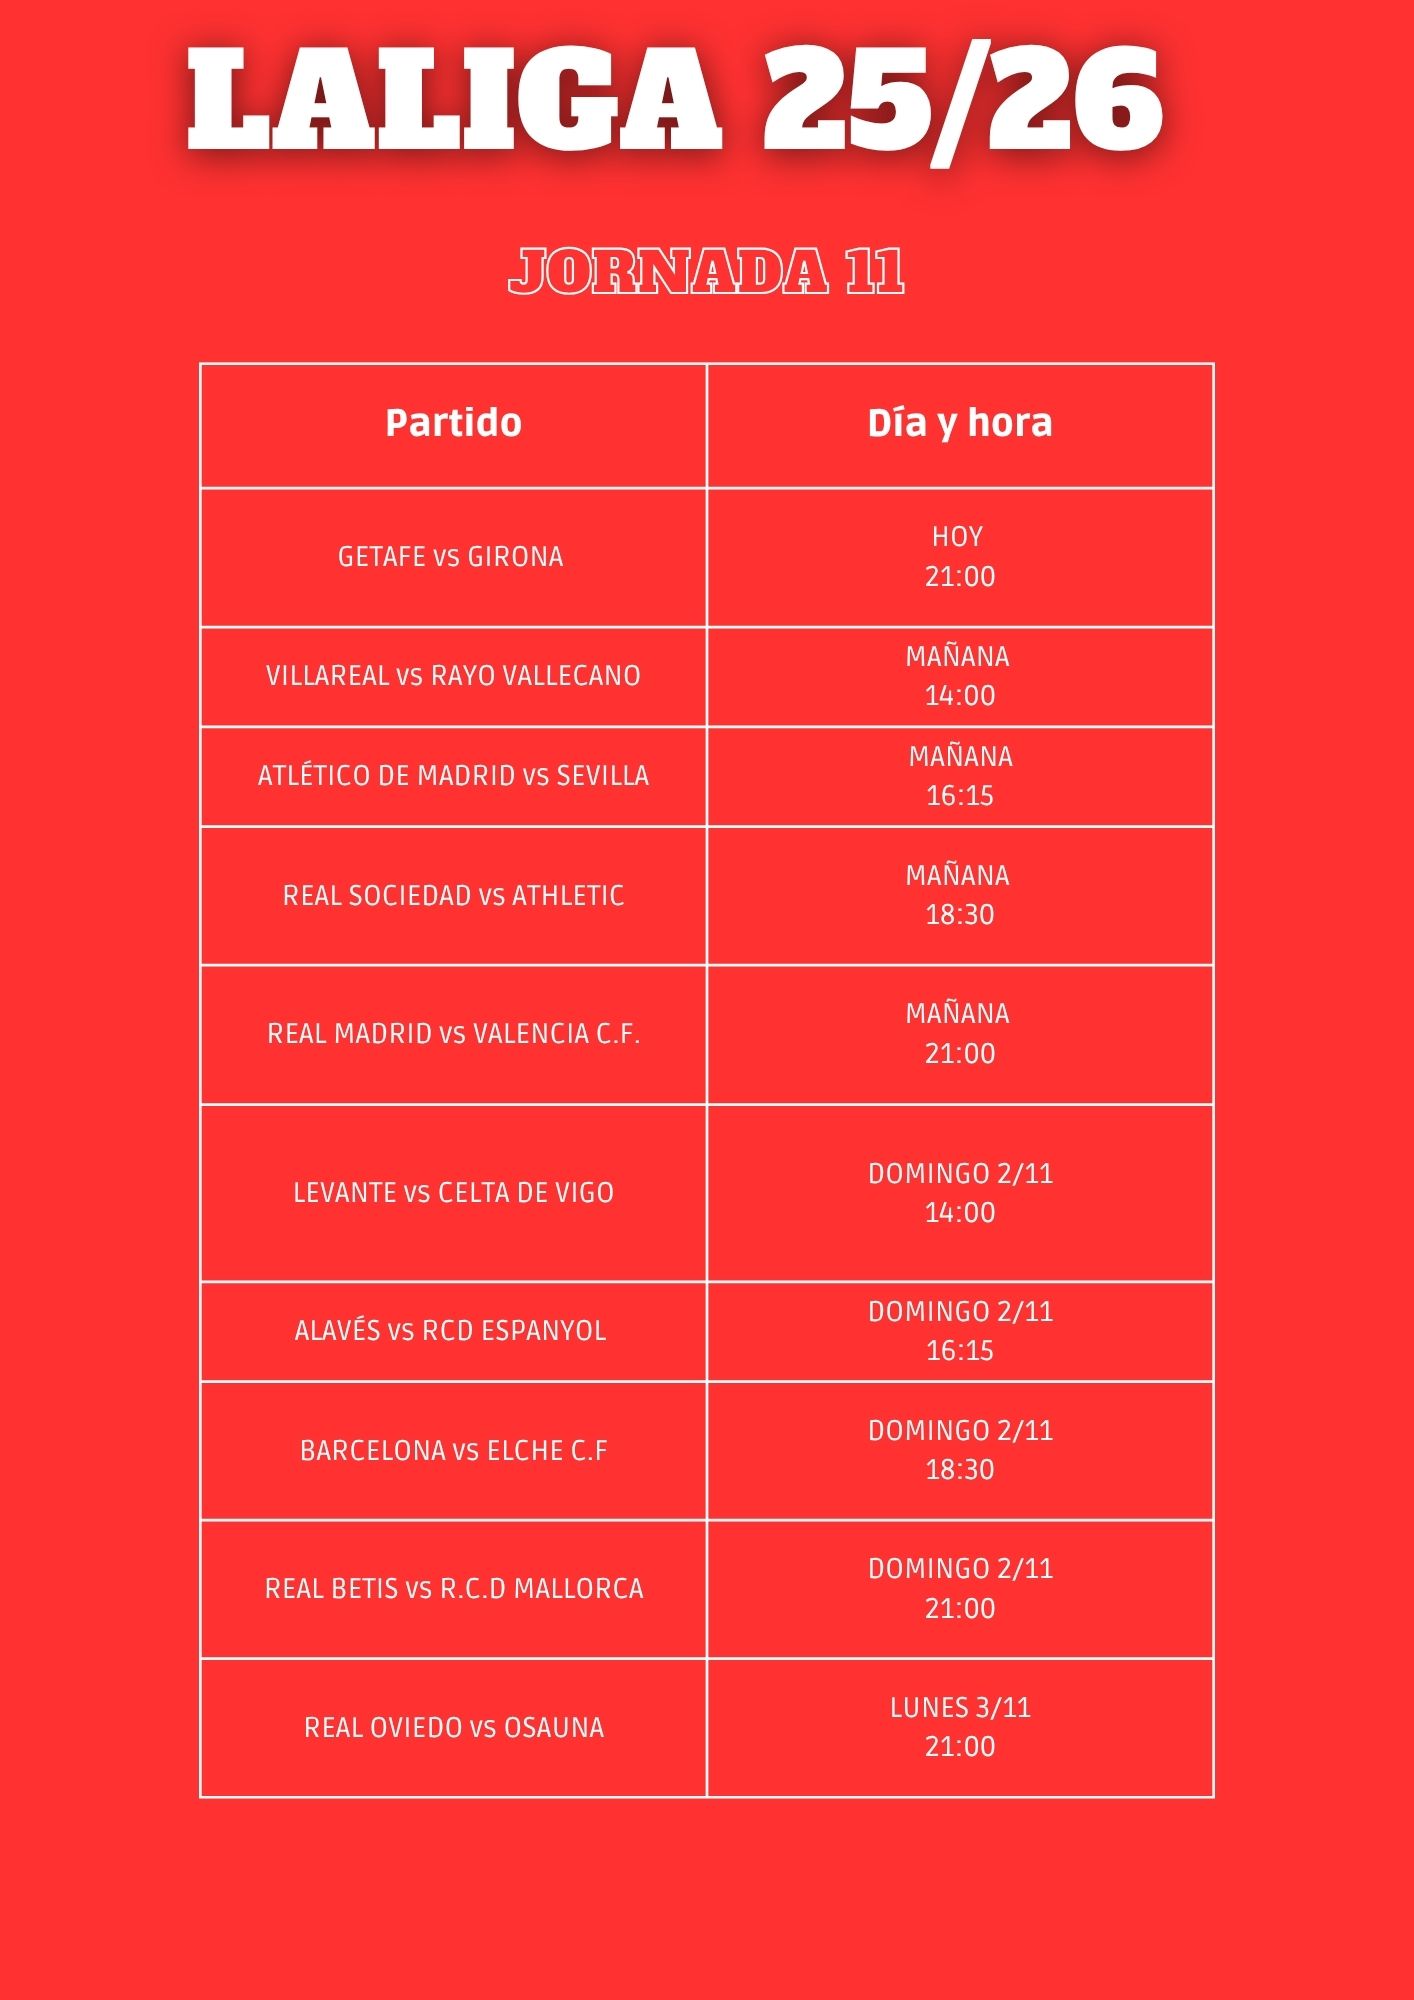 LALIGA 25/26
JORNADA 11
Partido
Día y hora
GETAFE vs GIRONA
HOY
21:00
VILLAREAL vs RAYO VALLECANO
MAÑANA
14:00
ATLÉTICO DE MADRID vs SEVILLA
MAÑANA
16:15
REAL SOCIEDAD vs ATHLETIC
MAÑANA
18:30
REAL MADRID vs VALENCIA C.F.
MAÑANA
21:00
LEVANTE vs CELTA DE VIGO
DOMINGO 2/11
14:00
ALAVÉS vs RCD ESPANYOL
DOMINGO 2/11
16:15
BARCELONA vs ELCHE C.F
DOMINGO 2/11
18:30
REAL BETIS vs R.C.D MALLORCA
DOMINGO 2/11
21:00
REAL OVIEDO vs OSAUNA
LUNES 3/11
21:00